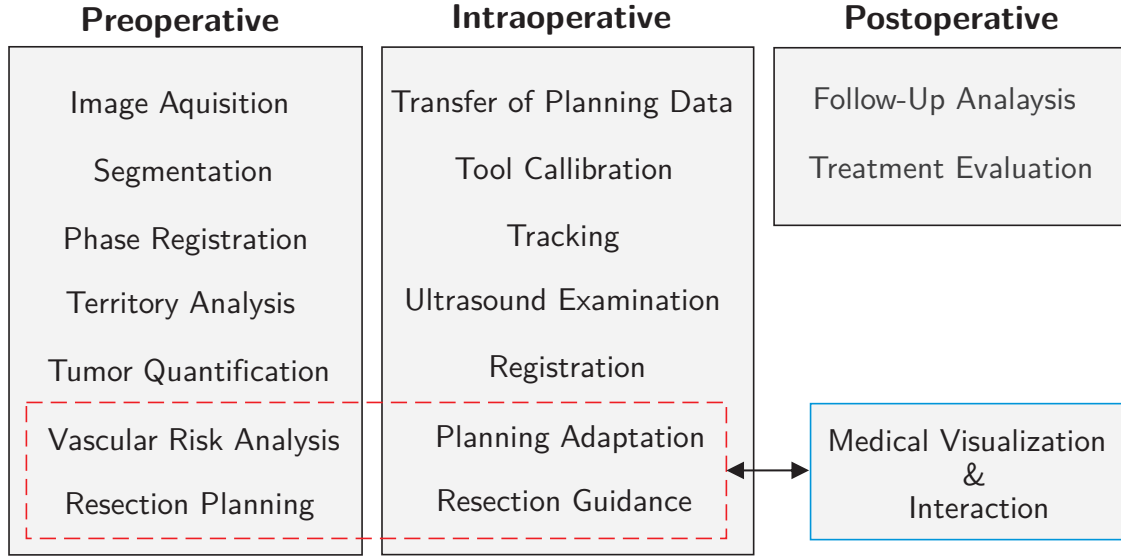 Preoperative
Image Aquisition
Segmentation
Phase Registration
Territory Analysis
Tumor Quantification
Vascular Risk Analysis
Resection Planning
Intraoperative
Transfer of Planning Data
Tool Callibration
Tracking
Ultrasound Examination
Registration
Planning Adaptation
Resection Guidance
Postoperative
Follow-Up Analaysis
Treatment Evaluation
Medical Visualization
&
Interaction